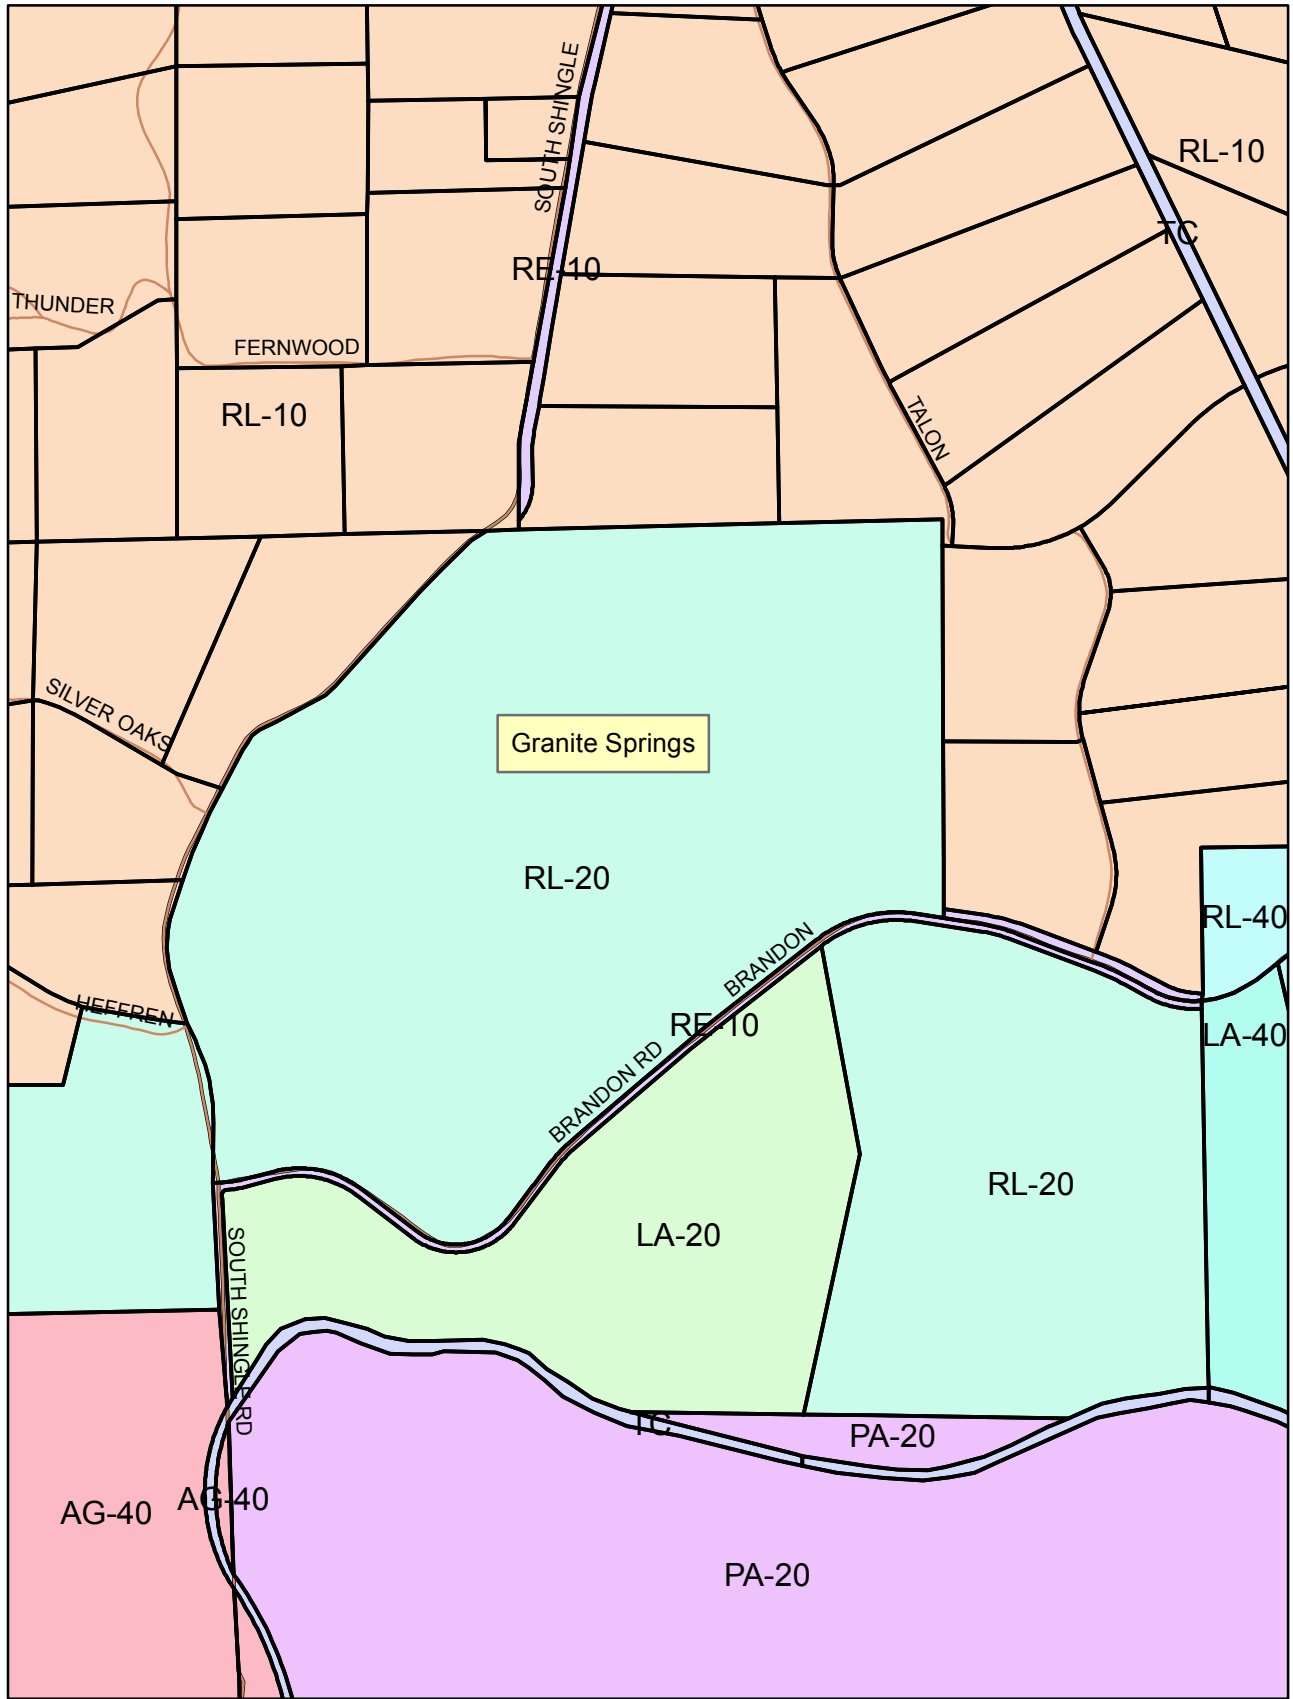 SOUTH SHINGLE
RL-10
TC
RE-10
THUNDER
FERNWOOD
RL-10
TALON
SILVER OAKS
Granite Springs
RL-20
RL-40
BRANDON
HEFFREN
RE-10
LA-40
BRANDON RD
RL-20
LA-20
SOUTH SHINGLE RD
TC
PA-20
AG-40
AG-40
PA-20